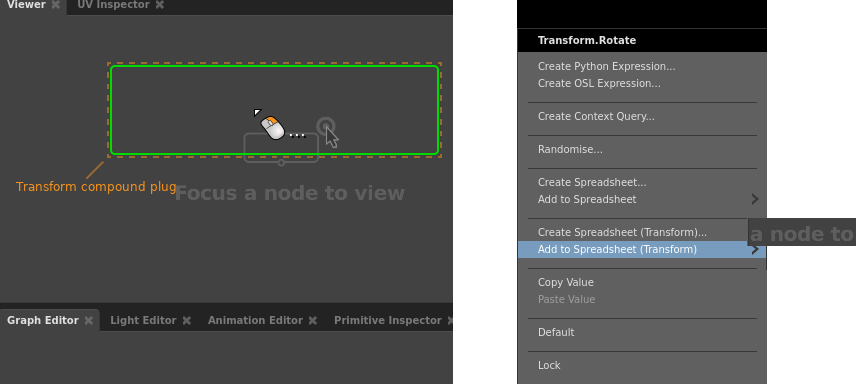 Viewer
UV Inspector
Transform compound plug
Focus a node to view
Graph Editor
Light Editor
Animation Editor
Primitive Inspector
Transform.Rotate
Create Python Expression...
Create OSL Expression...
Create Context Query...
Randomise...
Create Spreadsheet...
Add to Spreadsheet
Create Spreadsheet (Transform)...
a node to
Add to Spreadsheet (Transform)
Copy Value
Paste Value
Default
Lock